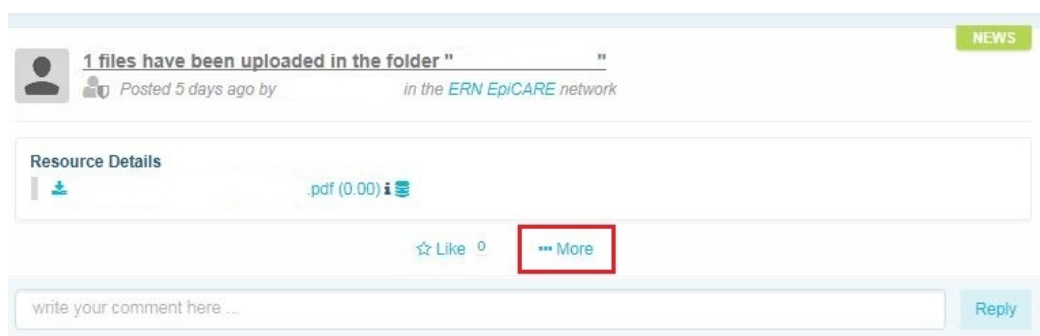 NEWS
1 files have been uploaded in the folder " "
Posted 5 days ago by in the ERN EpiCARE network
Resource Details
.pdf (0.00) i
Like 0
... More
write your comment here ...
Reply